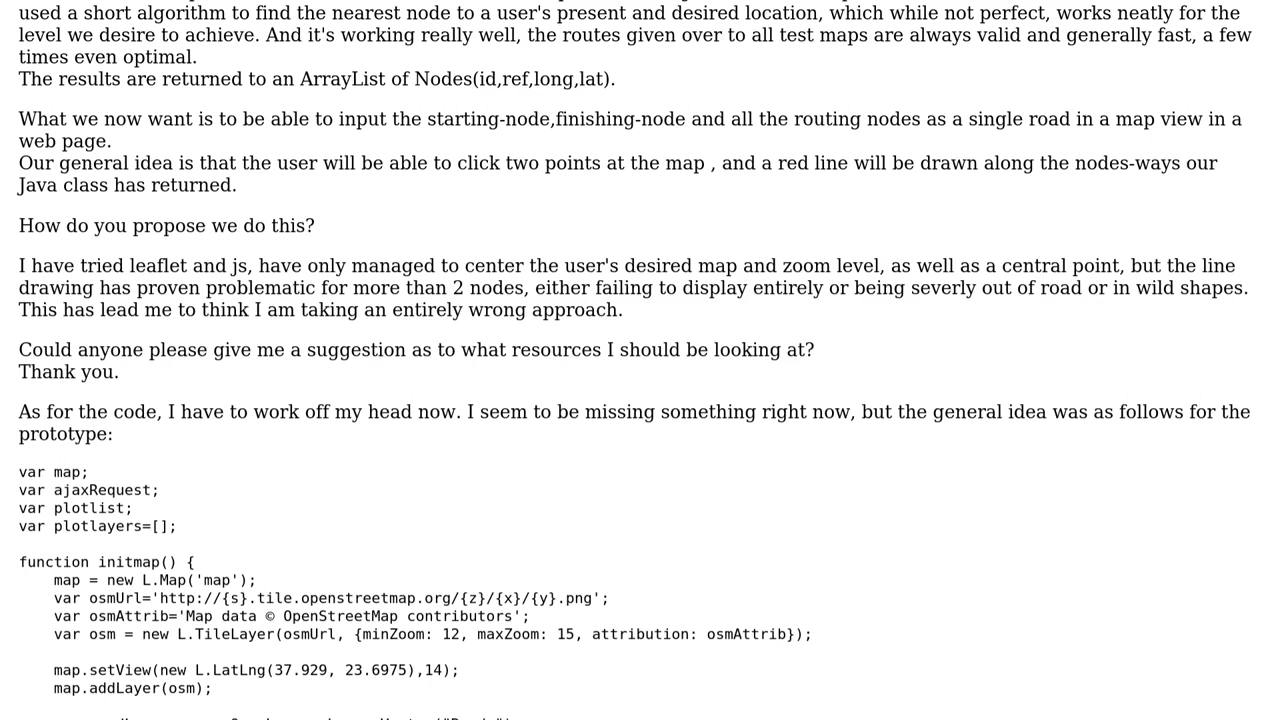 used a short algorithm to find the nearest node to a user's present and desired location, which while not perfect, works neatly for the
level we desire to achieve. And it's working really well, the routes given over to all test maps are always valid and generally fast, a few
times even optimal.
The results are returned to an ArrayList of Nodes(id,ref,long,lat).
What we now want is to be able to input the starting-node,finishing-node and all the routing nodes as a single road in a map view in a
web page.
Our general idea is that the user will be able to click two points at the map , and a red line will be drawn along the nodes-ways our
Java class has returned.
How do you propose we do this?
I have tried leaflet and js, have only managed to center the user's desired map and zoom level, as well as a central point, but the line
drawing has proven problematic for more than 2 nodes, either failing to display entirely or being severly out of road or in wild shapes.
This has lead me to think I am taking an entirely wrong approach.
Could anyone please give me a suggestion as to what resources I should be looking at?
Thank you.
As for the code, I have to work off my head now. I seem to be missing something right now, but the general idea was as follows for the
prototype:
var map;
var ajaxRequest;
var plotlist;
var plotlayers=[];
function initmap() {
    map = new L.Map('map');
    var osmUrl='http://{s}.tile.openstreetmap.org/{z}/{x}/{y}.png';
    var osmAttrib='Map data © OpenStreetMap contributors';
    var osm = new L.TileLayer(osmUrl, {minZoom: 12, maxZoom: 15, attribution: osmAttrib});
    map.setView(new L.LatLng(37.929, 23.6975),14);
    map.addLayer(osm);